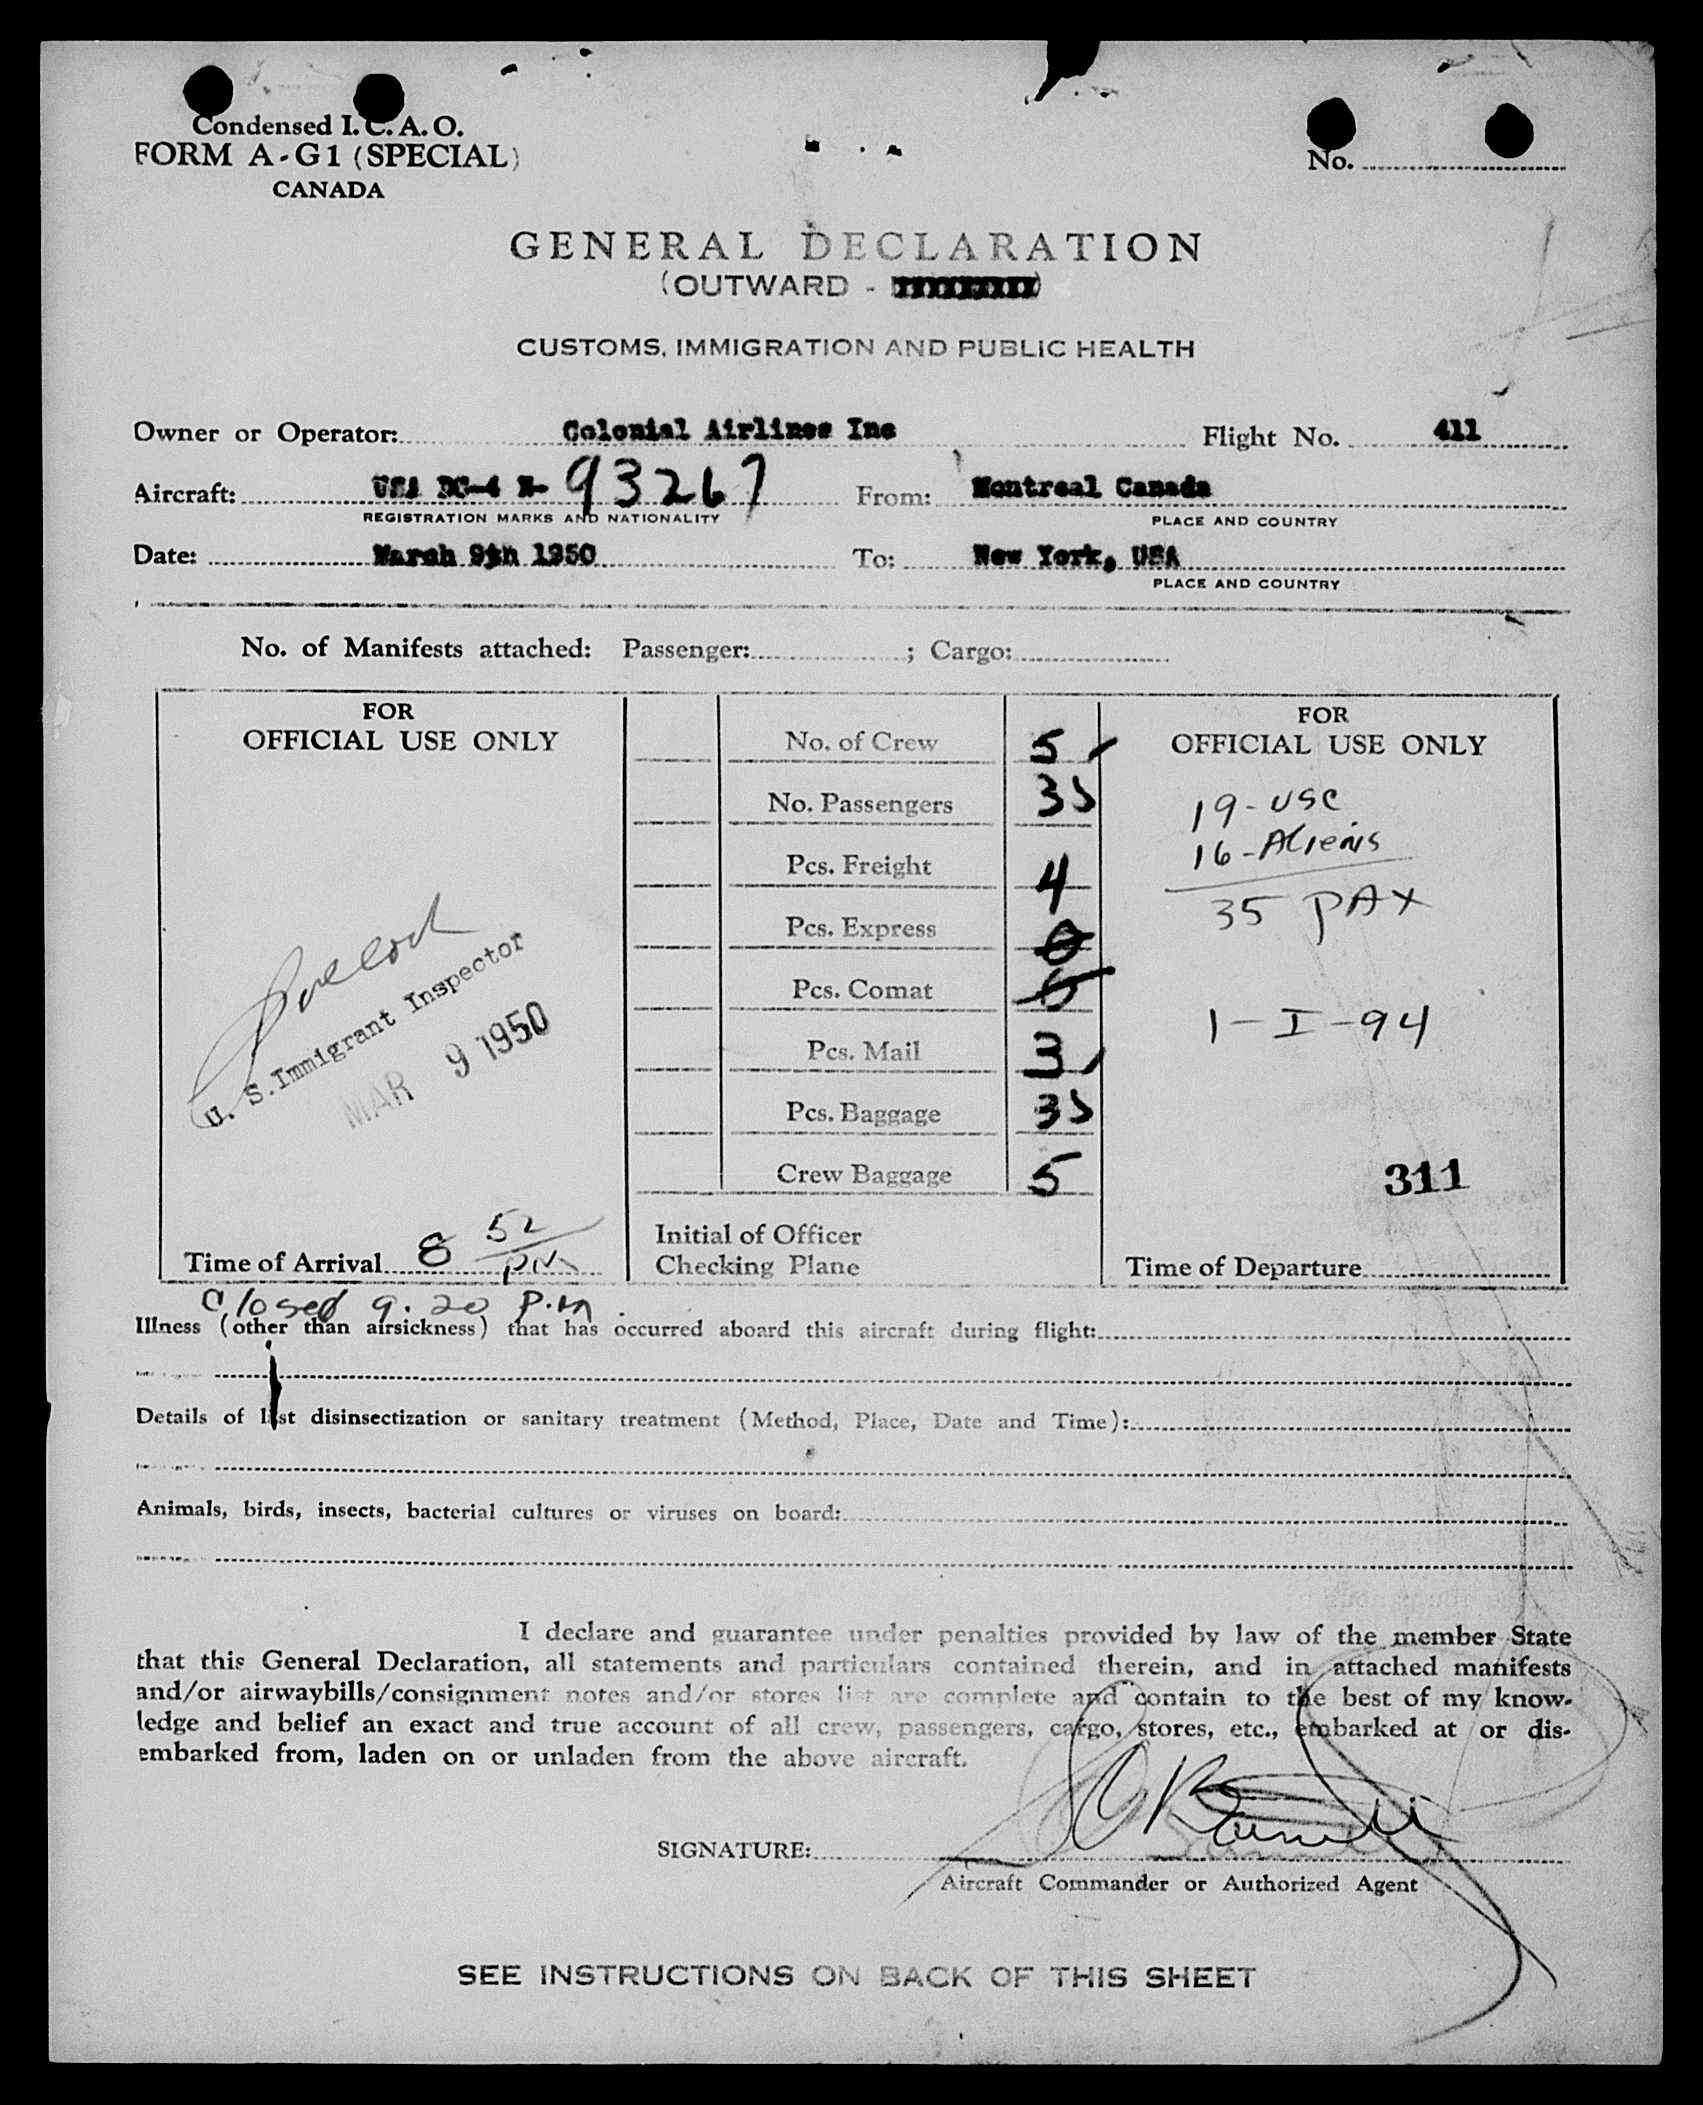 Condensed I. C. A. O.
FORM A-G1 (SPECIAL)
CANADA
No.
GENERAL DECLARATION
(OUTWARD - XXXXXXXXX)
CUSTOMS, IMMIGRATION AND PUBLIC HEALTH
Owner or Operator: Colonial Airlines Inc Flight No. 411
Aircraft: USA DC-4 N- 93267 From: Montreal Canada
REGISTRATION MARKS AND NATIONALITY PLACE AND COUNTRY
Date: March 9th 1950 To: New York, USA
PLACE AND COUNTRY
No. of Manifests attached: Passenger: ; Cargo:
FOR
OFFICIAL USE ONLY
U. S. Immigrant Inspector
MAR 9 1950
Time of Arrival 8 52 PM
Closed 9.20 P.M.
No. of Crew 5
No. Passengers 35
Pcs. Freight 4
Pcs. Express 0
Pcs. Comat 0
Pcs. Mail 3
Pcs. Baggage 35
Crew Baggage 5
Initial of Officer
Checking Plane
FOR
OFFICIAL USE ONLY
19-USC
16-Aliens
35 PAX
1-I-94
311
Time of Departure
Illness (other than airsickness) that has occurred aboard this aircraft during flight:
Details of last disinsectization or sanitary treatment (Method, Place, Date and Time):
Animals, birds, insects, bacterial cultures or viruses on board:
I declare and guarantee under penalties provided by law of the member State
that this General Declaration, all statements and particulars contained therein, and in attached manifests
and/or airwaybills/consignment notes and/or stores list are complete and contain to the best of my know-
ledge and belief an exact and true account of all crew, passengers, cargo, stores, etc., embarked at or dis-
embarked from, laden on or unladen from the above aircraft.
SIGNATURE:
Aircraft Commander or Authorized Agent
SEE INSTRUCTIONS ON BACK OF THIS SHEET